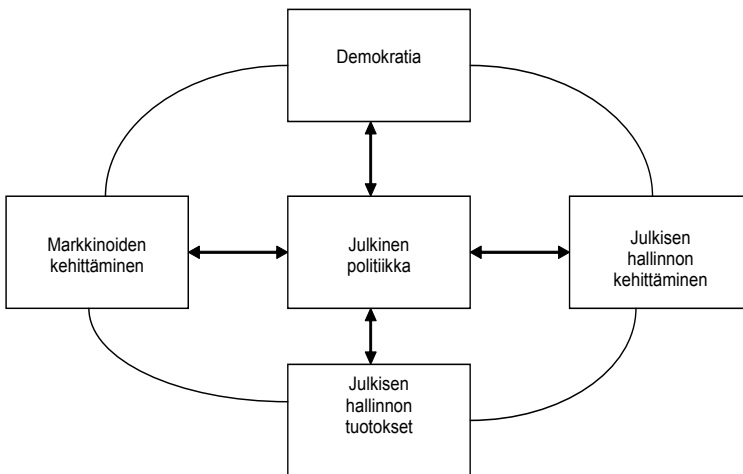 Demokratia
Markkinoiden
kehittäminen
Julkinen
politiikka
Julkisen
hallinnon
kehittäminen
Julkisen
hallinnon
tuotokset